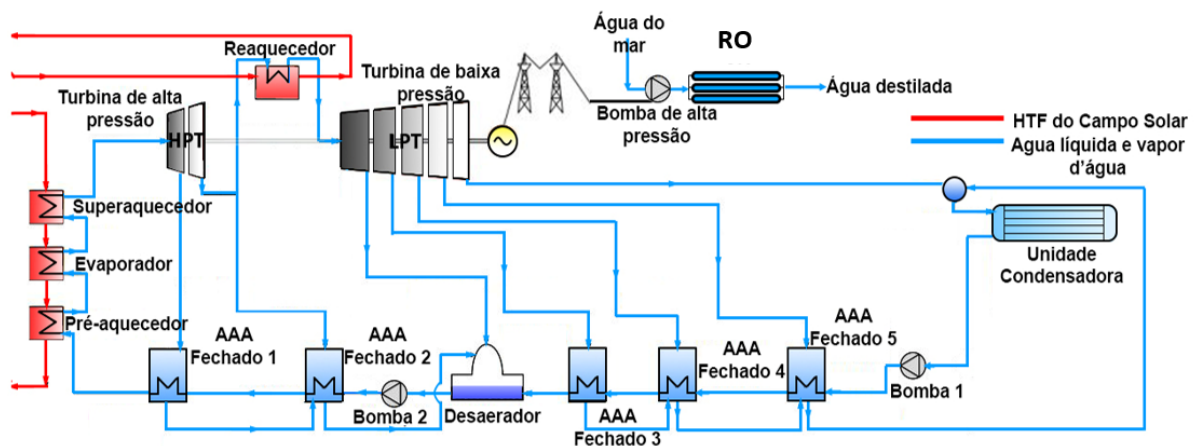 Reaquecedor
Água do
mar
RO
Turbina de baixa
pressão
Água destilada
Turbina de alta
pressão
Bomba de alta
pressão
HPT
LPT
HTF do Campo Solar
Agua líquida e vapor
d'água
Superaquecedor
Evaporador
Unidade
Condensadora
Pré-aquecedor
AAA
Fechado 1
AAA
Fechado 2
AAA
Fechado 4
AAA
Fechado 5
Bomba 1
Bomba 2
Desaerador
AAA
Fechado 3